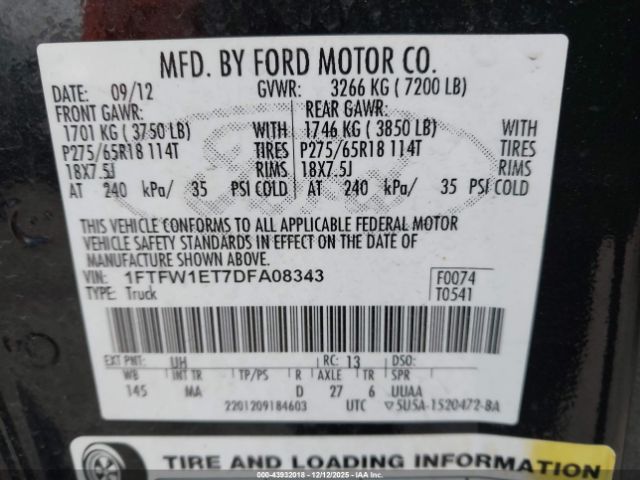 MFD. BY FORD MOTOR CO.
DATE: 09/12 GVWR: 3266 KG ( 7200 LB)
FRONT GAWR: REAR GAWR:
1701 KG ( 3750 LB) WITH 1746 KG ( 3850 LB) WITH
P275/65R18 114T TIRES P275/65R18 114T TIRES
18X7.5J RIMS 18X7.5J RIMS
AT 240 kPa/ 35 PSI COLD AT 240 kPa/ 35 PSI COLD
THIS VEHICLE CONFORMS TO ALL APPLICABLE FEDERAL MOTOR
VEHICLE SAFETY STANDARDS IN EFFECT ON THE DATE OF
MANUFACTURE SHOWN ABOVE.
VIN: 1FTFW1ET7DFA08343 F0074
TYPE: Truck T0541
EXT PNT: UH RC: 13 DSO:
WB INT TR TP/PS R AXLE TR SPR
145 MA D 27 6 UUAA
2201209184603 UTC ▽5U5A-1520472-BA
TIRE AND LOADING INFORMATION
000-43932018 - 12/12/2025 - IAAI.com